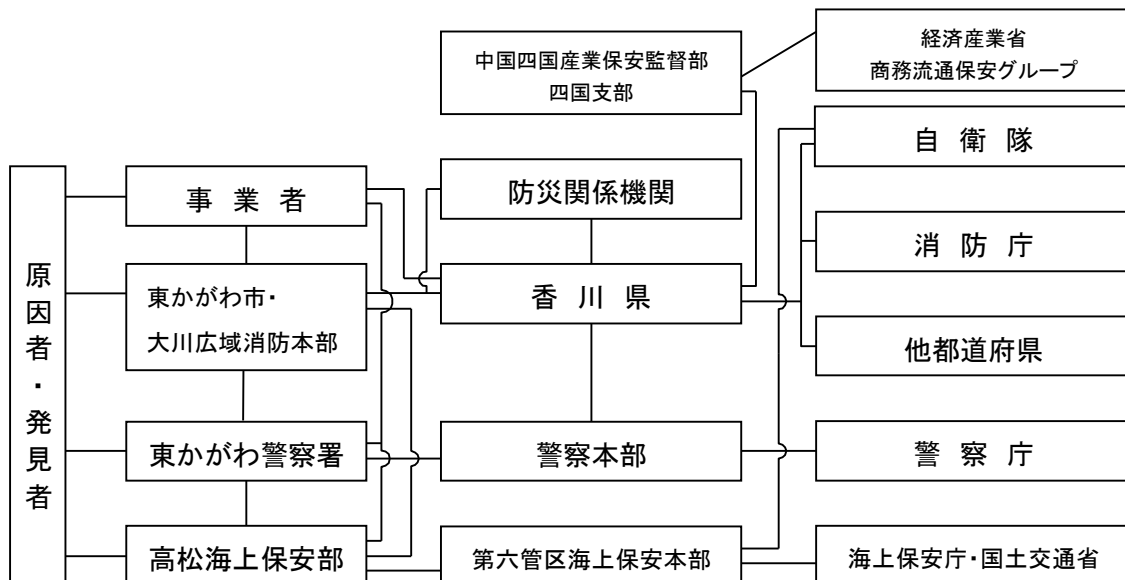 中国四国産業保安監督部
四国支部
経済産業省
商務流通保安グループ
自衛隊
事業者
防災関係機関
消防庁
原因者・発見者
東かがわ市・
大川広域消防本部
香川県
他都道府県
東かがわ警察署
警察本部
警察庁
高松海上保安部
第六管区海上保安本部
海上保安庁・国土交通省